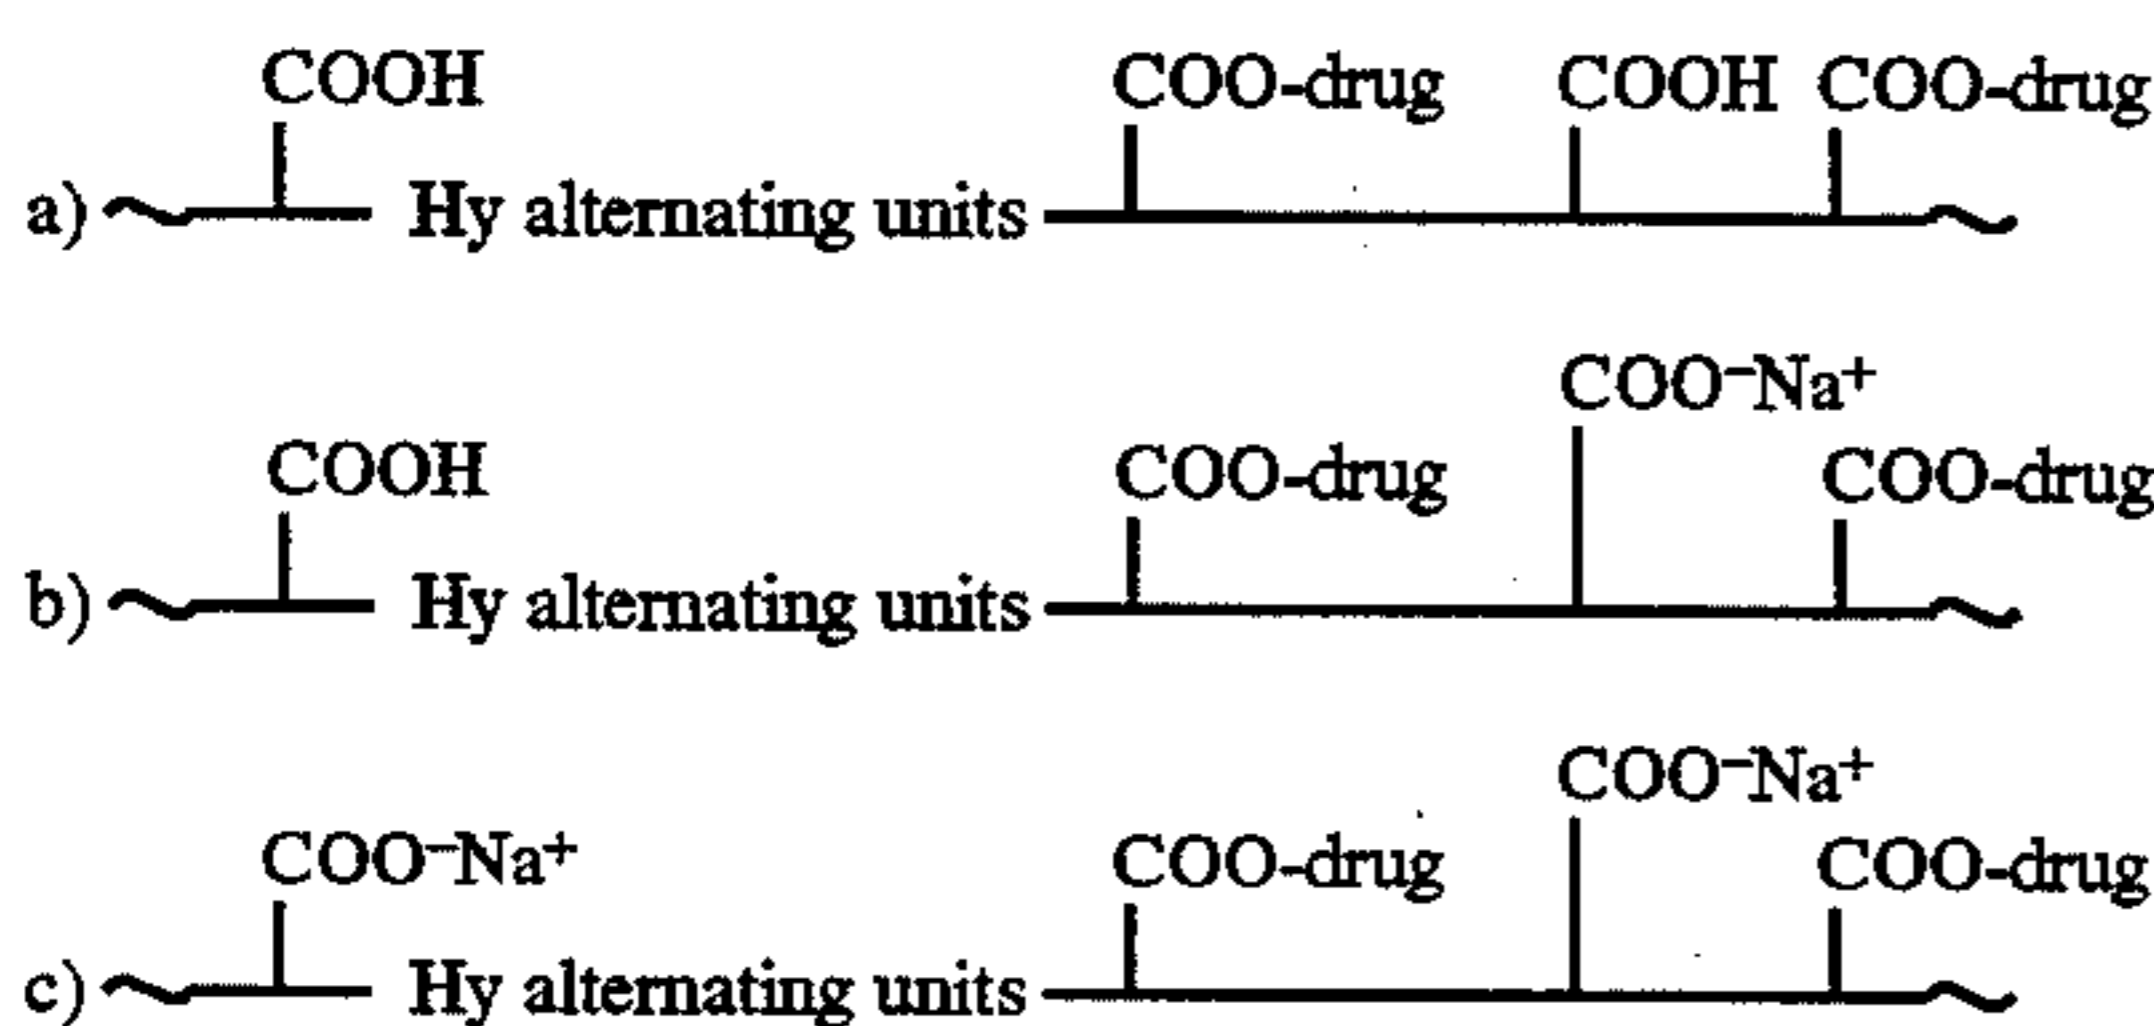 COOH COO-drug COOH COO-drug
a) Hy alternating units
COO⁻Na⁺
COOH COO-drug COO-drug
b) Hy alternating units
COO⁻Na⁺
COO⁻Na⁺ COO-drug COO-drug
c) Hy alternating units